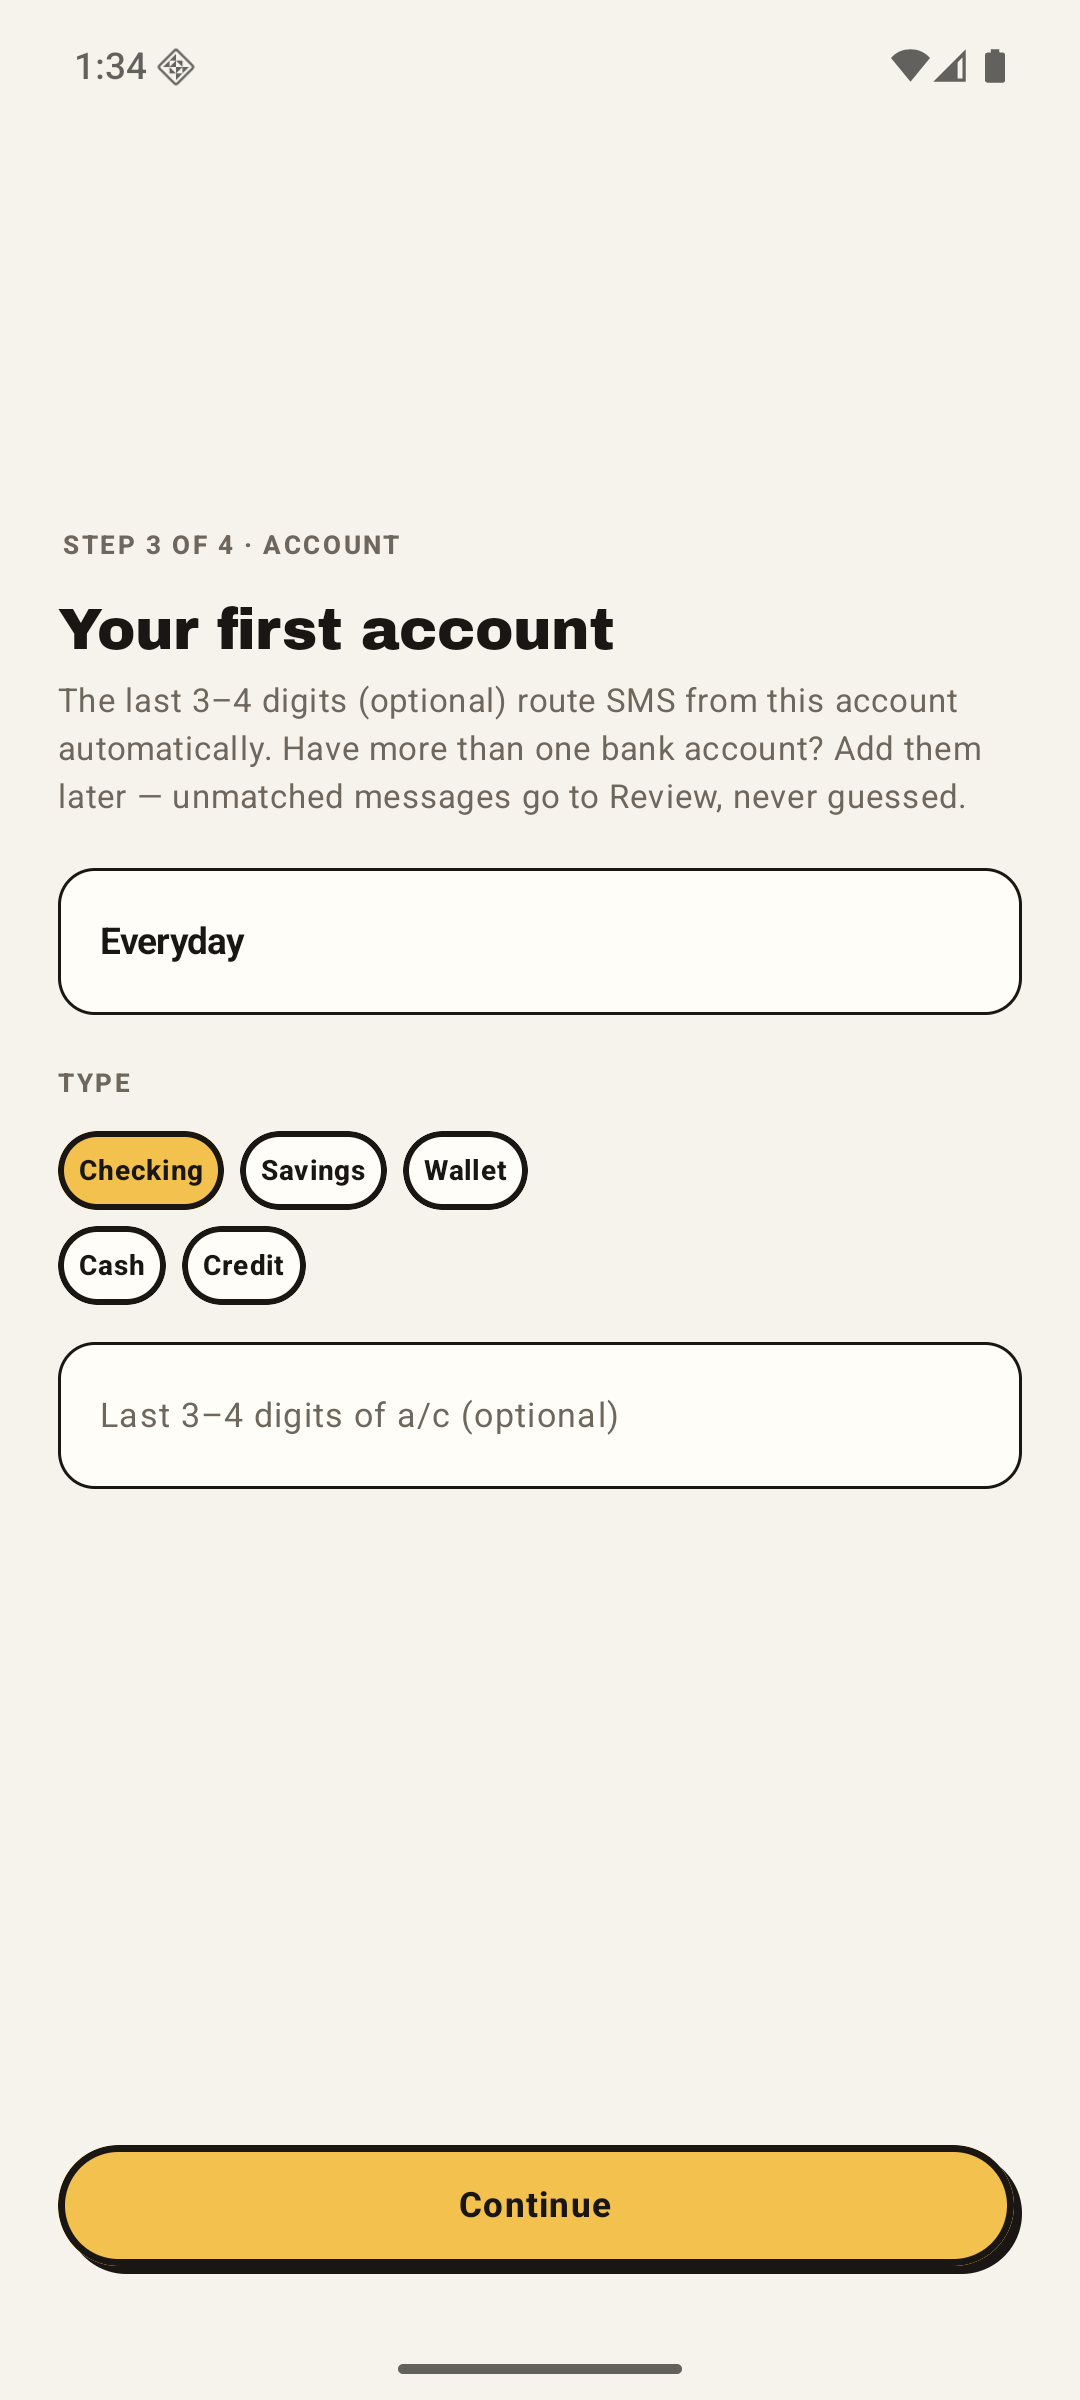 1:34
STEP 3 OF 4 · ACCOUNT
Your first account
The last 3–4 digits (optional) route SMS from this account
automatically. Have more than one bank account? Add them
later — unmatched messages go to Review, never guessed.
Everyday
TYPE
Checking Savings Wallet
Cash Credit
Last 3–4 digits of a/c (optional)
Continue